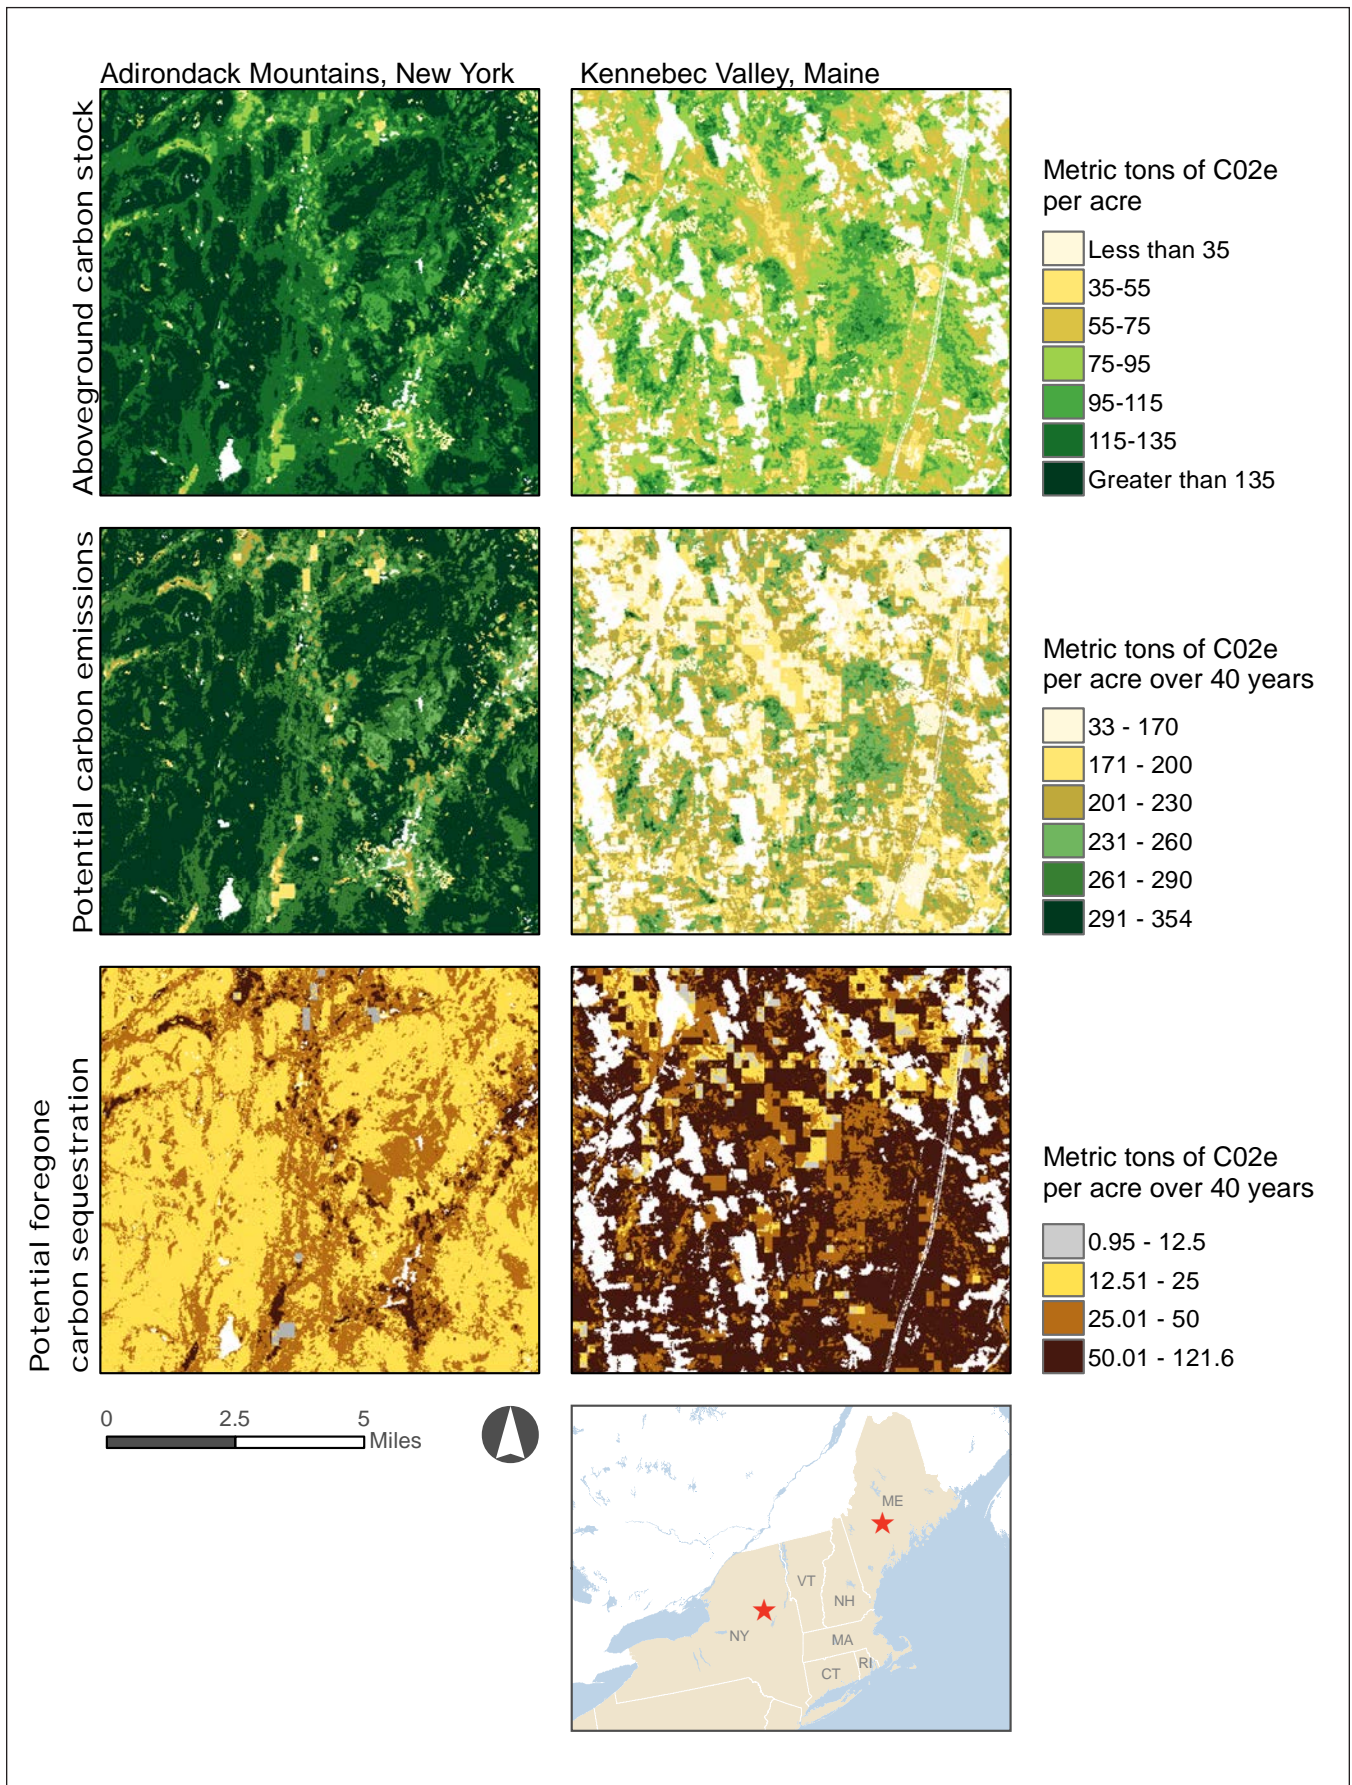 Adirondack Mountains, New York
Kennebec Valley, Maine
Aboveground carbon stock
Metric tons of C02e
per acre
Less than 35
35-55
55-75
75-95
95-115
115-135
Greater than 135
Potential carbon emissions
Metric tons of C02e
per acre over 40 years
33 - 170
171 - 200
201 - 230
231 - 260
261 - 290
291 - 354
Potential foregone
carbon sequestration
Metric tons of C02e
per acre over 40 years
0.95 - 12.5
12.51 - 25
25.01 - 50
50.01 - 121.6
0 2.5 5
Miles
ME
VT
NH
NY
MA
CT
RI